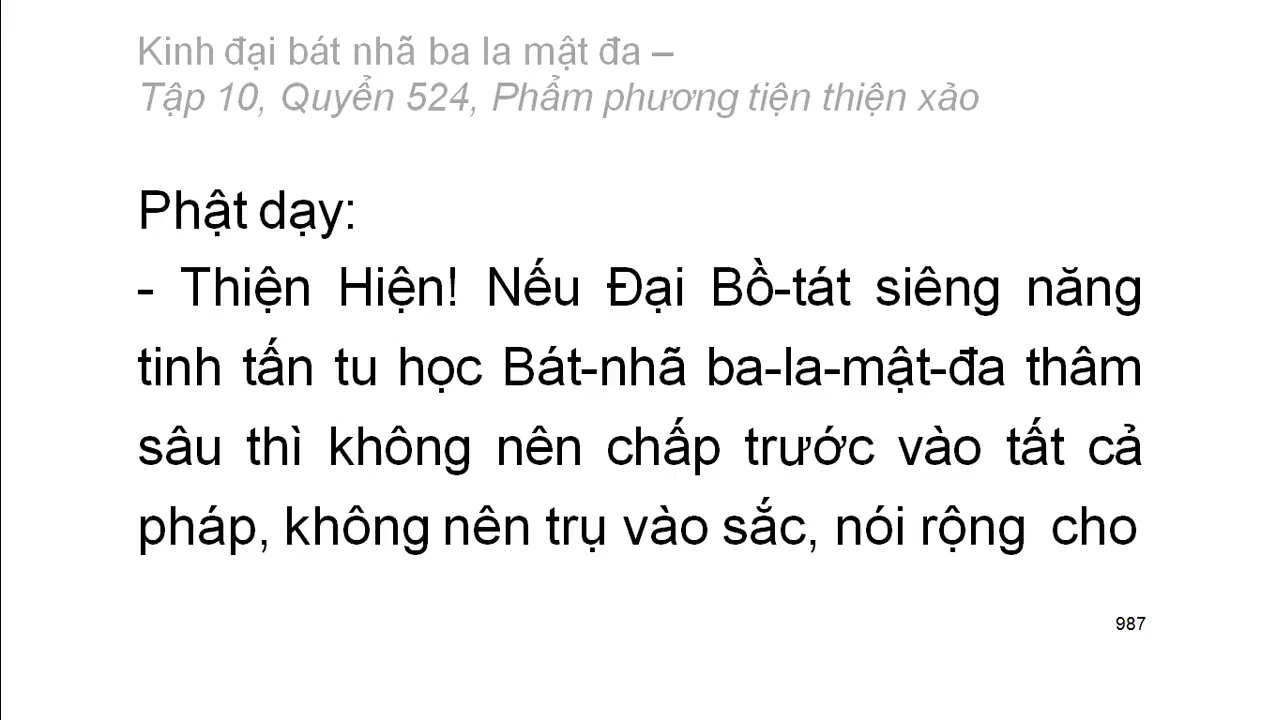 Kinh đại bát nhã ba la mật đa –
Tập 10, Quyển 524, Phẩm phương tiện thiện xảo
Phật dạy:
- Thiện Hiện! Nếu Đại Bồ-tát siêng năng
tinh tấn tu học Bát-nhã ba-la-mật-đa thâm
sâu thì không nên chấp trước vào tất cả
pháp, không nên trụ vào sắc, nói rộng cho
987